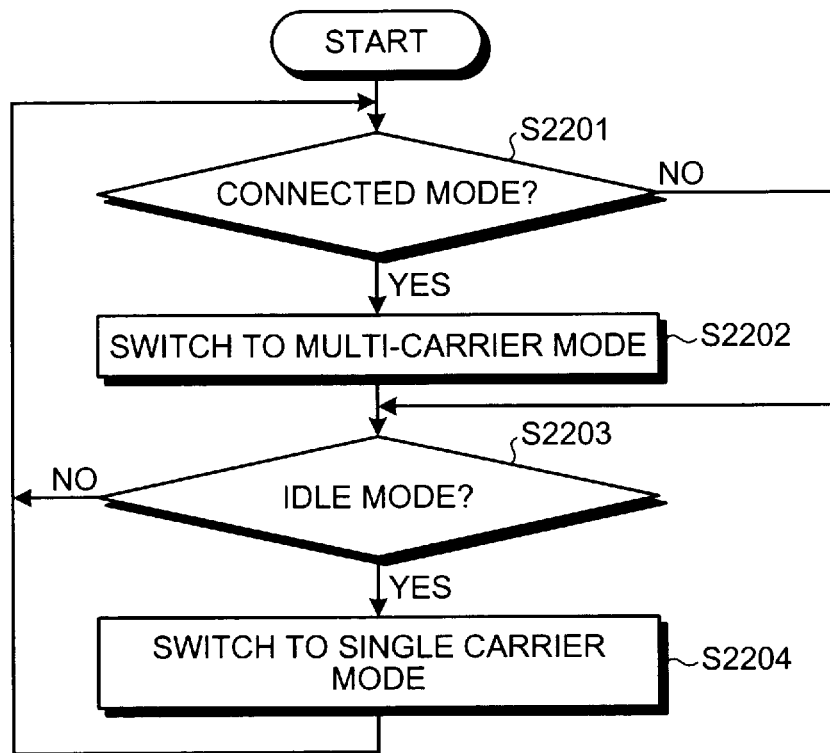 START
S2201
CONNECTED MODE?
NO
YES
SWITCH TO MULTI-CARRIER MODE
S2202
S2203
NO
IDLE MODE?
YES
SWITCH TO SINGLE CARRIER
MODE
S2204